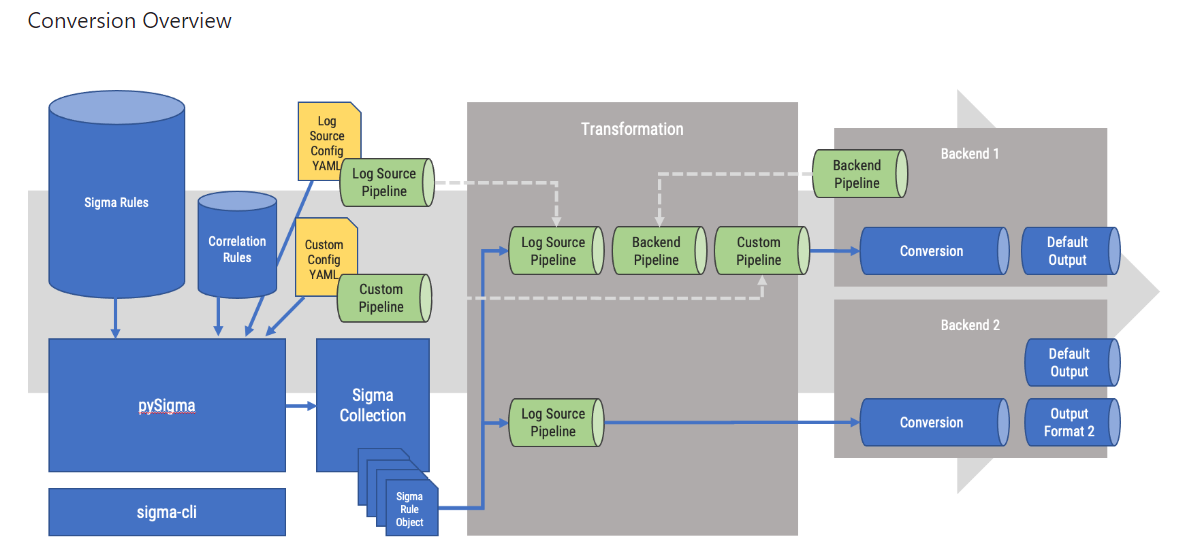 Conversion Overview
Sigma Rules
Correlation
Rules
Log
Source
Config
YAML
Log Source
Pipeline
Custom
Config
YAML
Custom
Pipeline
pySigma
sigma-cli
Sigma
Collection
Sigma
Rule
Object
Transformation
Log Source
Pipeline
Backend
Pipeline
Custom
Pipeline
Log Source
Pipeline
Backend
Pipeline
Backend 1
Conversion
Default
Output
Backend 2
Default
Output
Conversion
Output
Format 2